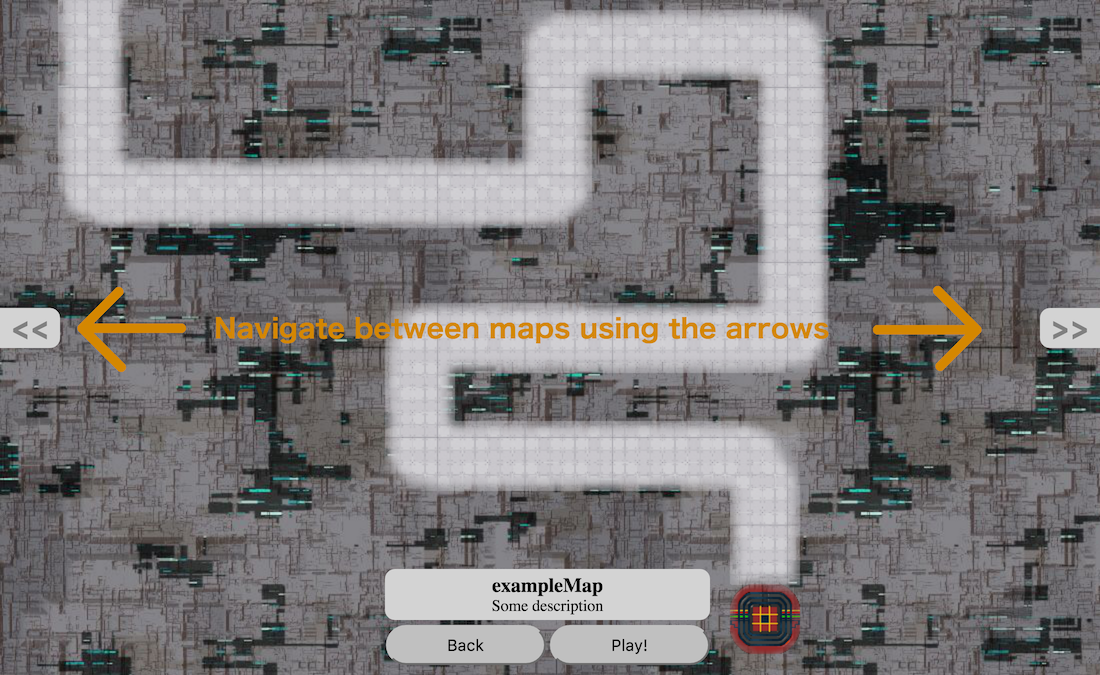 <<
Navigate between maps using the arrows
>>
exampleMap
Some description
Back
Play!